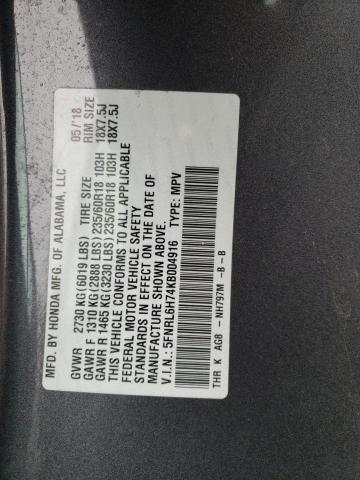 MFD. BY HONDA MFG. OF ALABAMA, LLC 05/'18
GVWR 2730 KG(6019 LBS) TIRE SIZE RIM SIZE
GAWR F 1310 KG(2888 LBS) 235/60R18 103H 18X7.5J
GAWR R 1465 KG(3230 LBS) 235/60R18 103H 18X7.5J
THIS VEHICLE CONFORMS TO ALL APPLICABLE
FEDERAL MOTOR VEHICLE SAFETY
STANDARDS IN EFFECT ON THE DATE OF
MANUFACTURE SHOWN ABOVE.
V.I.N.: 5FNRL6H74KB004916 TYPE: MPV
THR K AG8 -NH797M -B -B